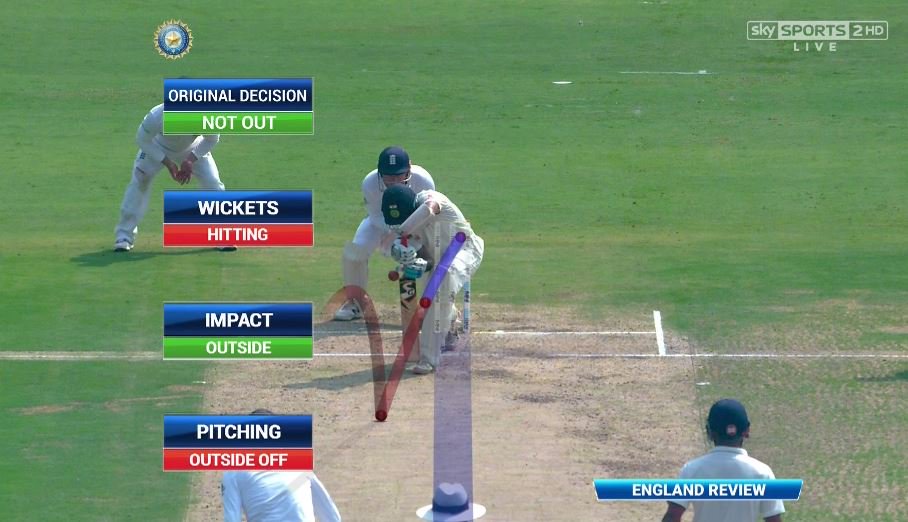 sky SPORTS 2 HD
LIVE
ORIGINAL DECISION
NOT OUT
WICKETS
HITTING
IMPACT
OUTSIDE
PITCHING
OUTSIDE OFF
ENGLAND REVIEW